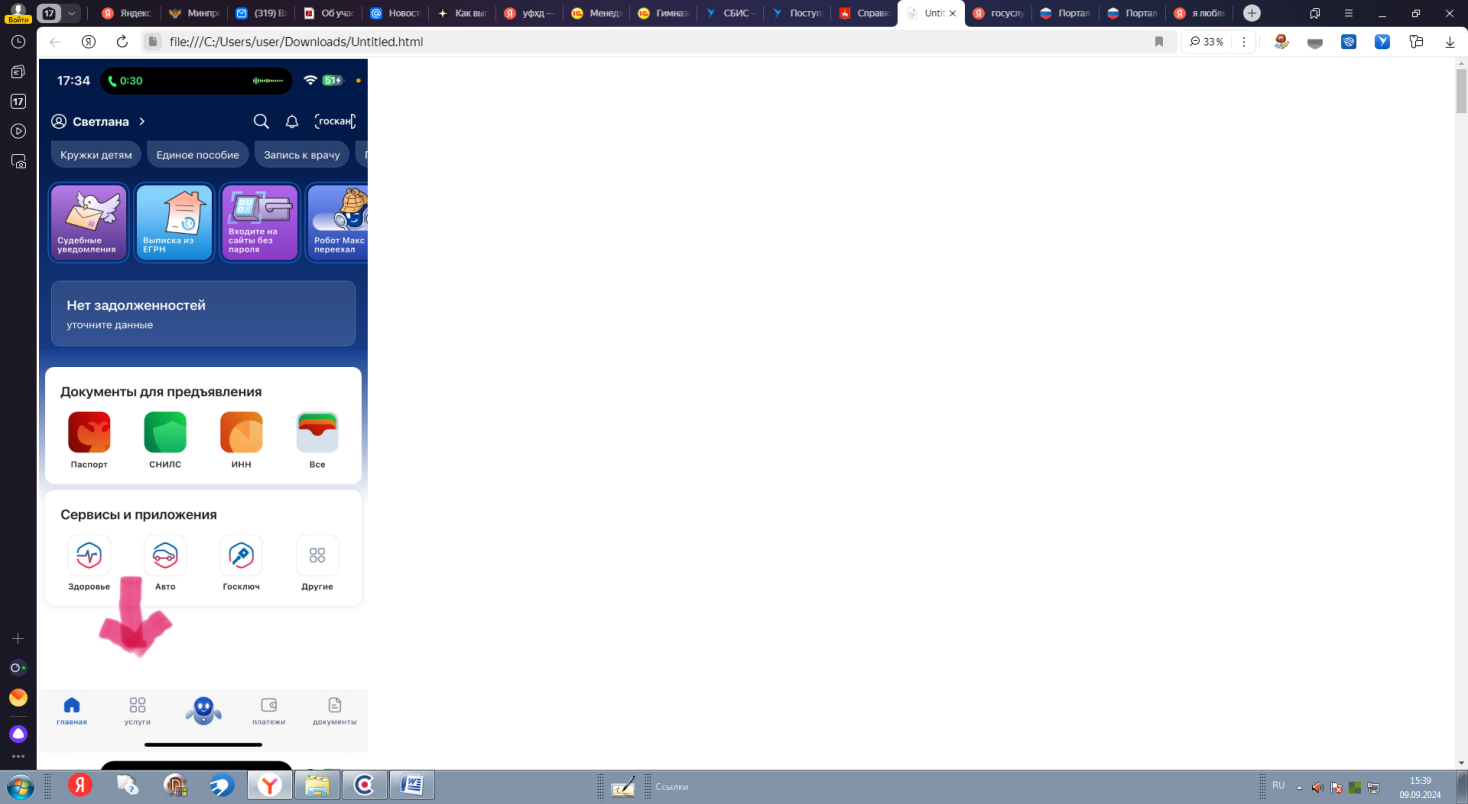 Войти
17
Яндекс
Минпро
(319) В
Об учас
Новост
Как вы
уфхд —
Менед
Гимназ
СБИС –
Поступ
Справк
Untit
госуслу
Портал
Портал
я люблю
file:///C:/Users/user/Downloads/Untitled.html
33%
17
17:34
0:30
51
Светлана
госкан
Кружки детям
Единое пособие
Запись к врачу
Судебные
уведомления
Выписка из
ЕГРН
Входите на
сайты без
пароля
Робот Макс
переехал
Нет задолженностей
уточните данные
Документы для предъявления
Паспорт
СНИЛС
ИНН
Все
Сервисы и приложения
Здоровье
Авто
Госключ
Другие
главная
услуги
платежи
документы
Ссылки
RU
15:39
09.09.2024